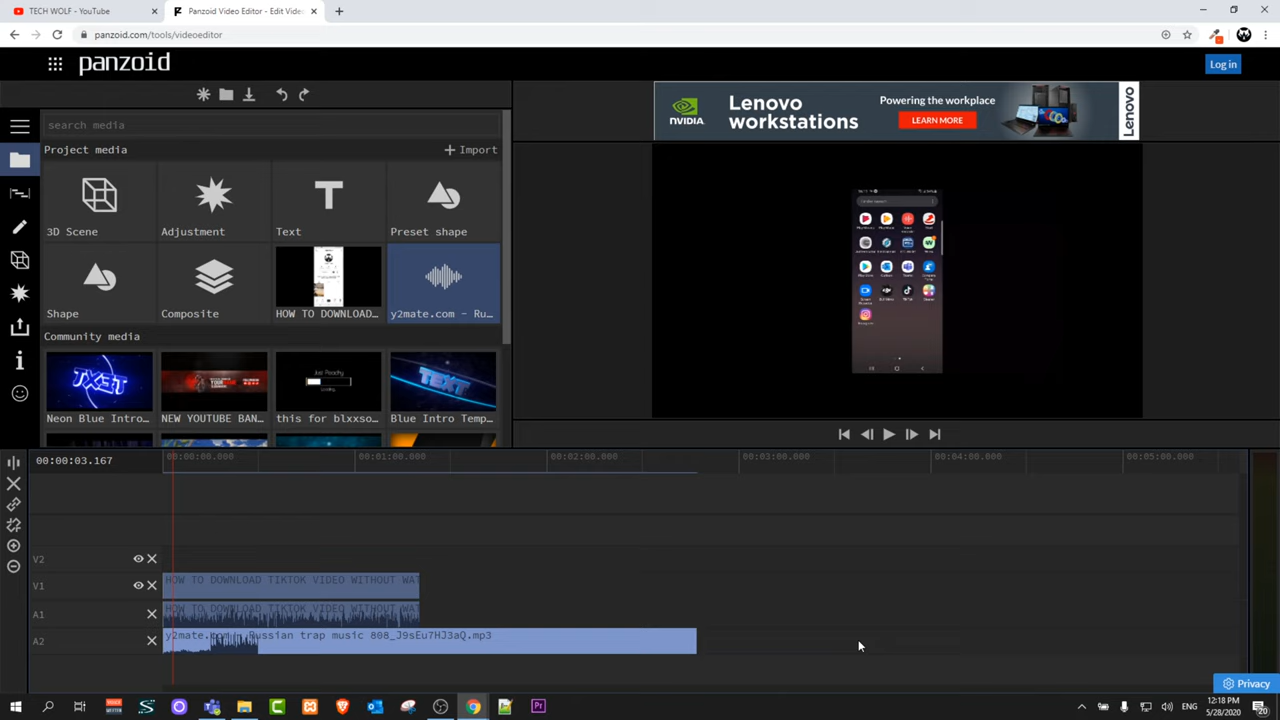 TECH WOLF - YouTube
Panzoid Video Editor - Edit Video
panzoid.com/tools/videoeditor
panzoid
Log in
NVIDIA.
Lenovo
workstations
Powering the workplace
LEARN MORE
Lenovo
search media
Project media
Import
3D Scene
Adjustment
Text
Preset shape
Shape
Composite
HOW TO DOWNLOAD...
y2mate.com - Ru...
Community media
Neon Blue Intro...
NEW YOUTUBE BAN...
this for blxxso...
Blue Intro Temp...
00:00:03.167
00:00:00.000
00:01:00.000
00:02:00.000
00:03:00.000
00:04:00.000
00:05:00.000
V2
V1
HOW TO DOWNLOAD TIKTOK VIDEO WITHOUT WAT
A1
HOW TO DOWNLOAD TIKTOK VIDEO WITHOUT WAT
A2
y2mate.com - Russian trap music 808_J9sEu7HJ3aQ.mp3
Privacy
ENG
12:18 PM
5/28/2020
20